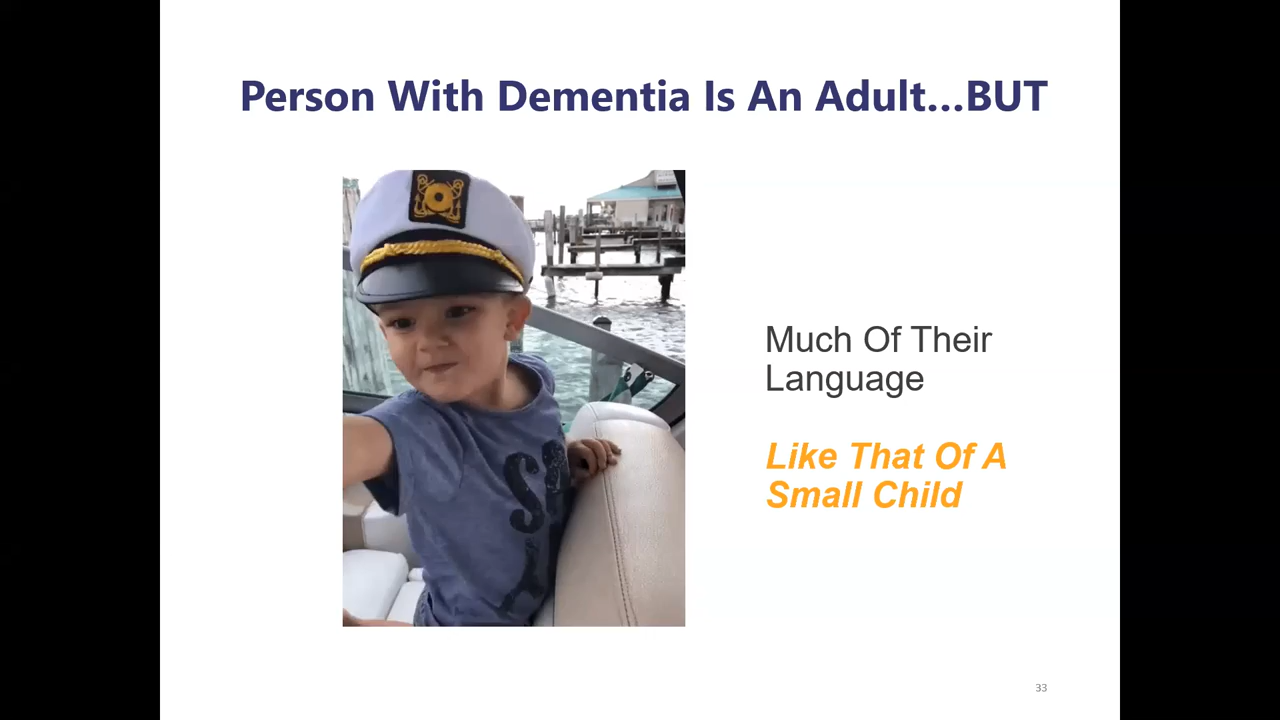 Person With Dementia Is An Adult...BUT
Much Of Their
Language
Like That Of A
Small Child
33